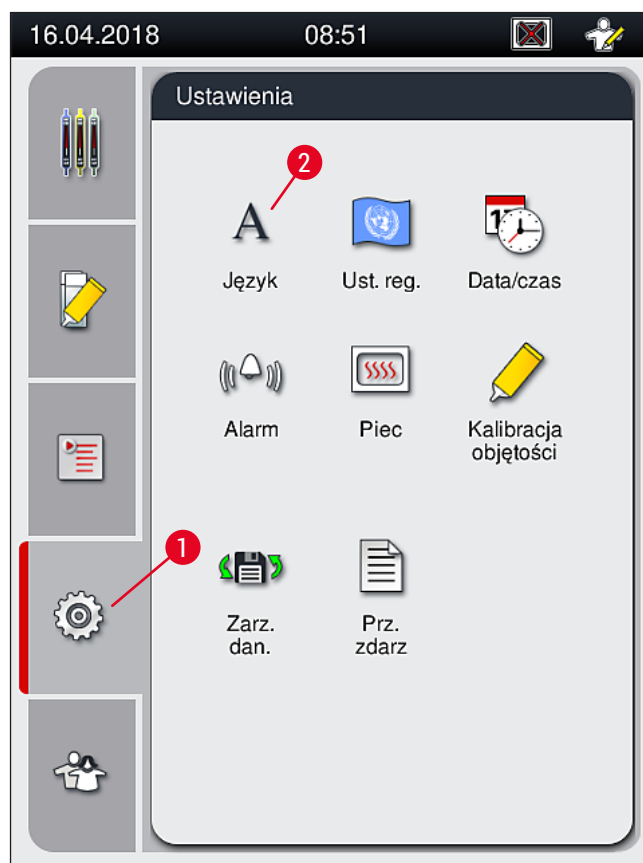 16.04.2018 08:51
Ustawienia
2
17
Język Ust. reg. Data/czas
Alarm Piec Kalibracja
objętości
1
Zarz. Prz.
dan. zdarz